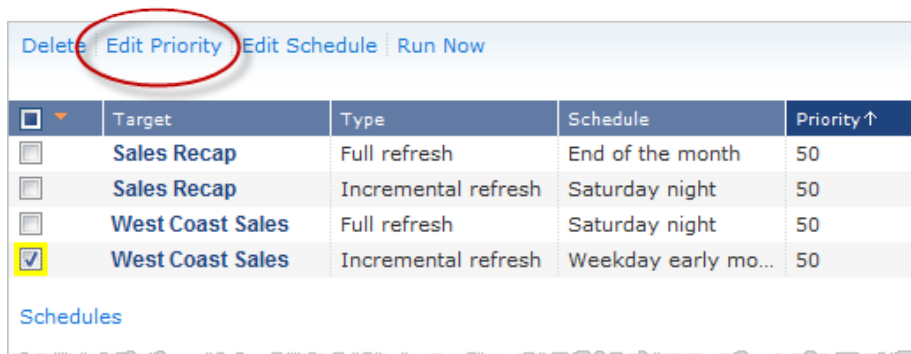 Delete Edit Priority Edit Schedule Run Now
Target Type Schedule Priority↑
Sales Recap Full refresh End of the month 50
Sales Recap Incremental refresh Saturday night 50
West Coast Sales Full refresh Saturday night 50
West Coast Sales Incremental refresh Weekday early mo... 50
Schedules